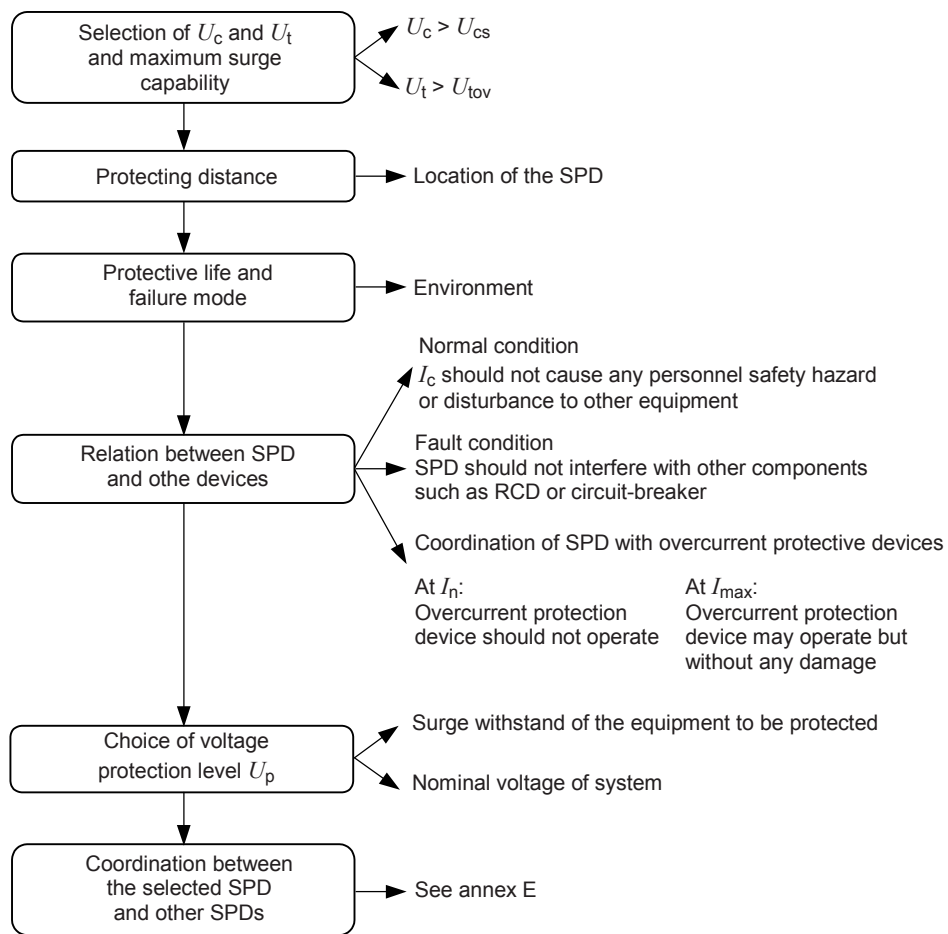 Selection of Uc and Ut
and maximum surge
capability
Uc > Ucs
Ut > Utov
Protecting distance
Location of the SPD
Protective life and
failure mode
Environment
Relation between SPD
and othe devices
Normal condition
Ic should not cause any personnel safety hazard
or disturbance to other equipment
Fault condition
SPD should not interfere with other components
such as RCD or circuit-breaker
Coordination of SPD with overcurrent protective devices
At In:
Overcurrent protection
device should not operate
At Imax:
Overcurrent protection
device may operate but
without any damage
Choice of voltage
protection level Up
Surge withstand of the equipment to be protected
Nominal voltage of system
Coordination between
the selected SPD
and other SPDs
See annex E